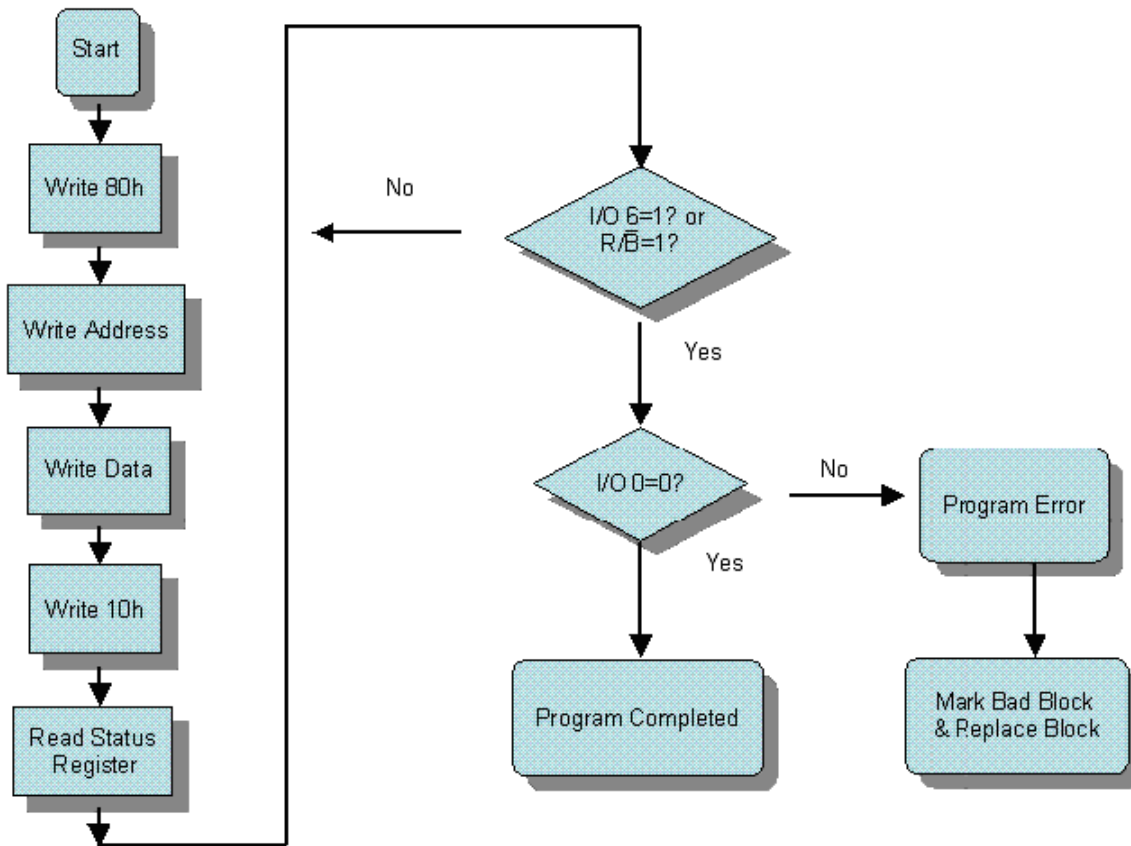 Start
Write 80h
Write Address
Write Data
Write 10h
Read Status
Register
No
I/O 6=1? or
R/B̅=1?
Yes
I/O 0=0?
No
Yes
Program Error
Program Completed
Mark Bad Block
& Replace Block